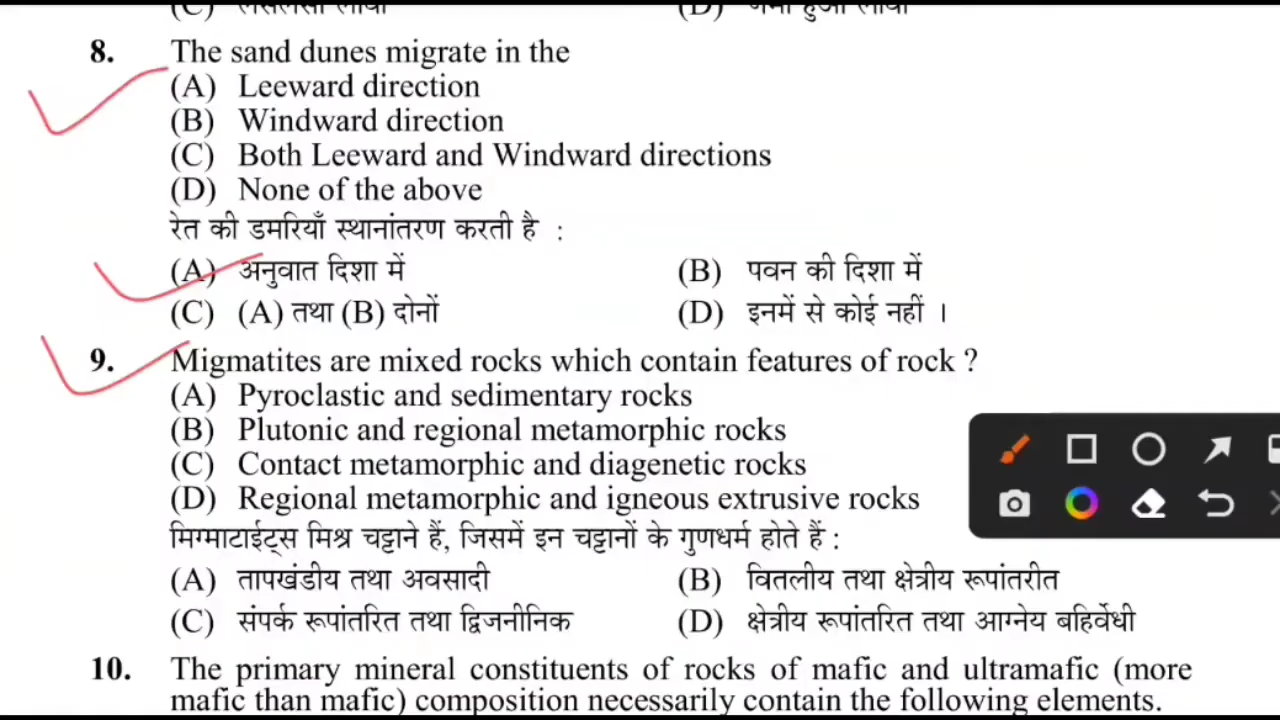 (C) लसलसा लावा (D) जमा हुआ लावा
8. The sand dunes migrate in the
(A) Leeward direction
(B) Windward direction
(C) Both Leeward and Windward directions
(D) None of the above
रेत की डमरियाँ स्थानांतरण करती है :
(A) अनुवात दिशा में (B) पवन की दिशा में
(C) (A) तथा (B) दोनों (D) इनमें से कोई नहीं ।
9. Migmatites are mixed rocks which contain features of rock ?
(A) Pyroclastic and sedimentary rocks
(B) Plutonic and regional metamorphic rocks
(C) Contact metamorphic and diagenetic rocks
(D) Regional metamorphic and igneous extrusive rocks
मिग्माटाईट्स मिश्र चट्टाने हैं, जिसमें इन चट्टानों के गुणधर्म होते हैं :
(A) तापखंडीय तथा अवसादी (B) वितलीय तथा क्षेत्रीय रूपांतरीत
(C) संपर्क रूपांतरित तथा द्विजनीनिक (D) क्षेत्रीय रूपांतरित तथा आग्नेय बहिर्वेधी
10. The primary mineral constituents of rocks of mafic and ultramafic (more
mafic than mafic) composition necessarily contain the following elements.